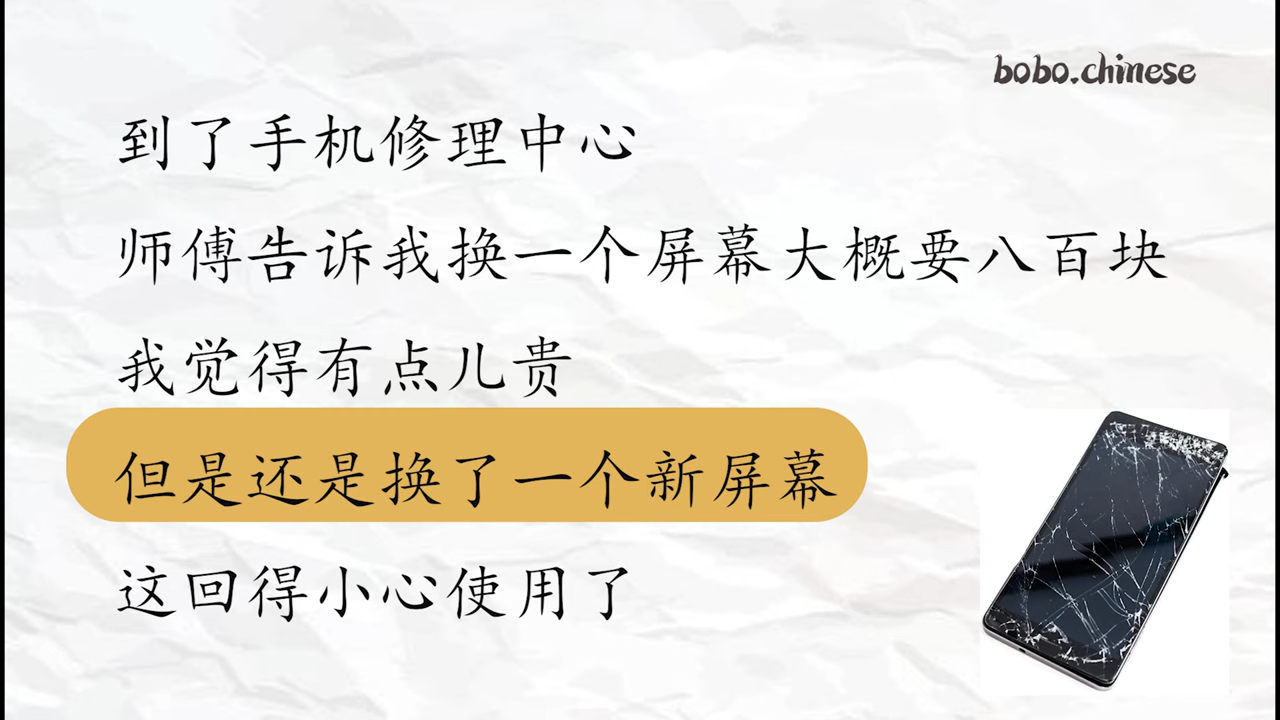 bobo.chinese
到了手机修理中心
师傅告诉我换一个屏幕大概要八百块
我觉得有点儿贵
但是还是换了一个新屏幕
这回得小心使用了